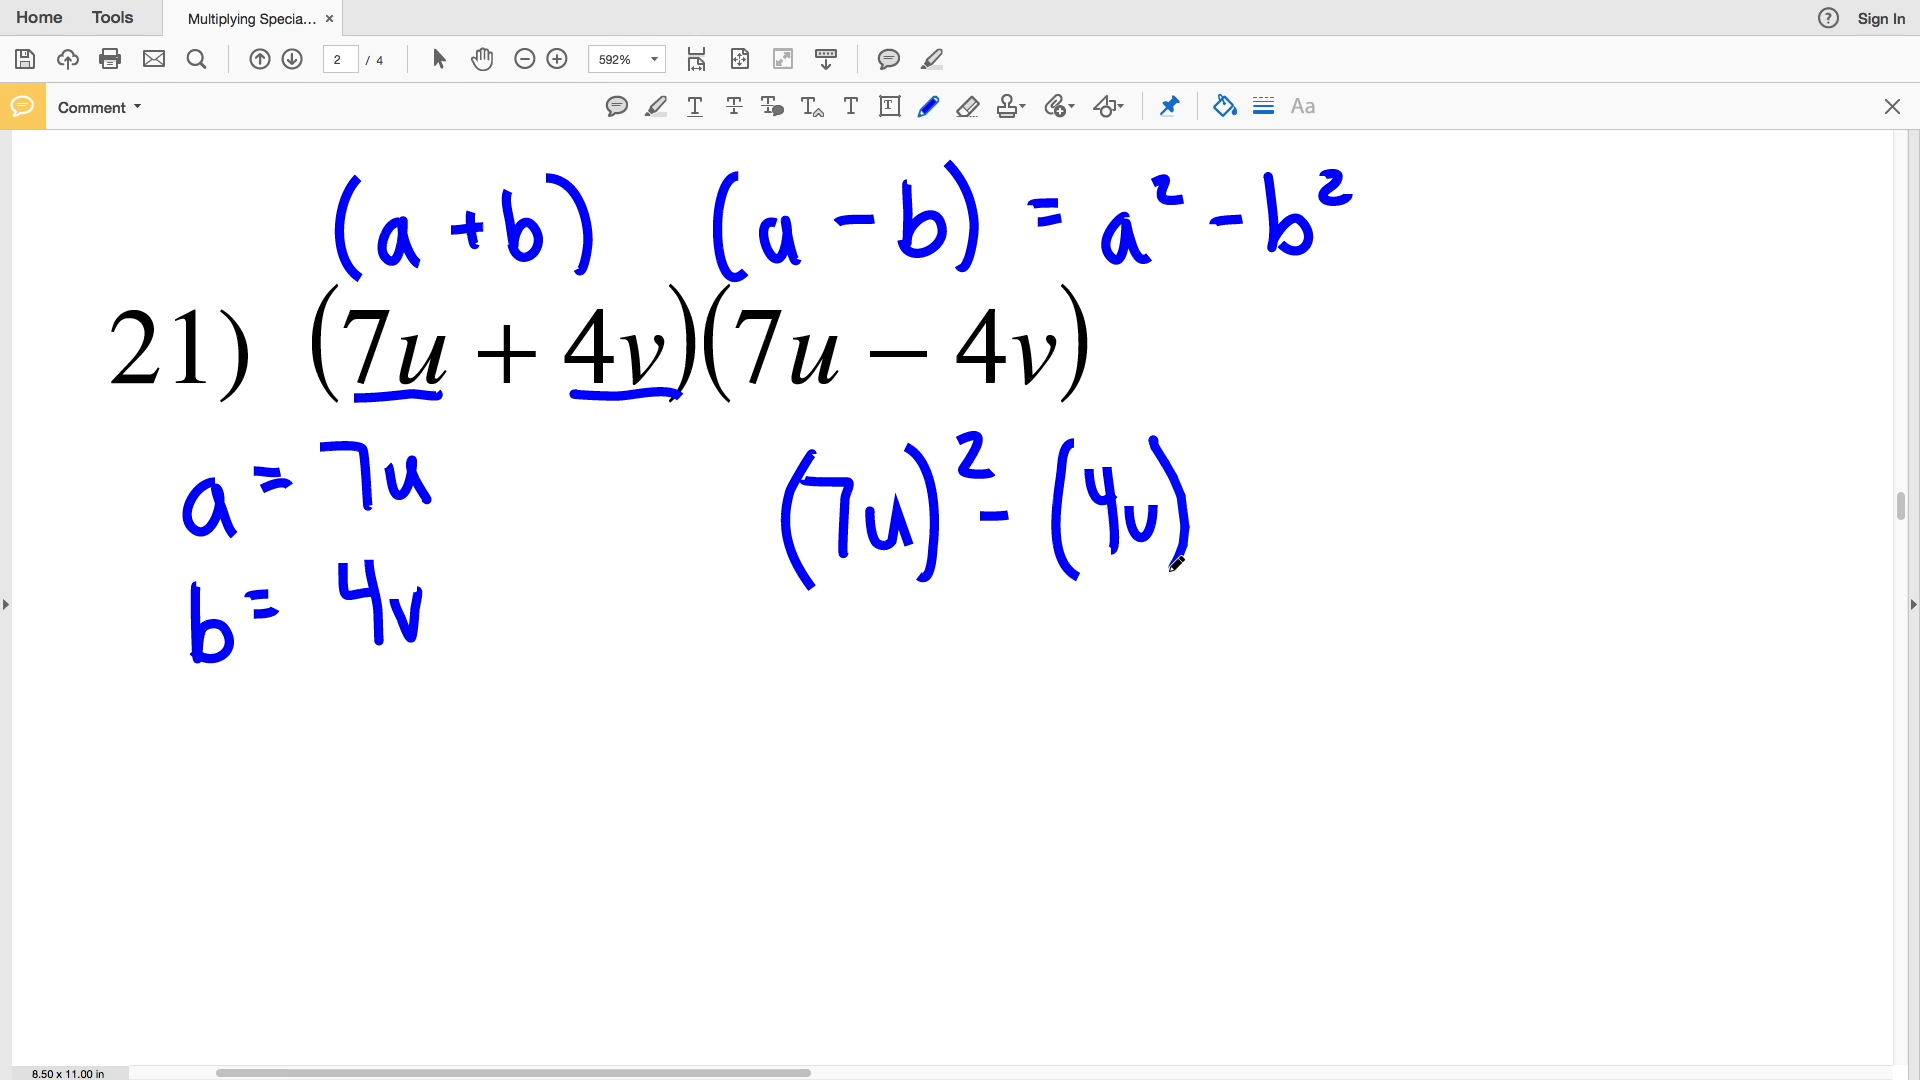 Home Tools Multiplying Specia... × ? Sign In
2 / 4 592%
Comment T T T T T T Aa
(a + b) (a - b) = a² - b²
21) (7u + 4v)(7u − 4v)
a = 7u (7u)² - (4v)
b = 4v
8.50 x 11.00 in